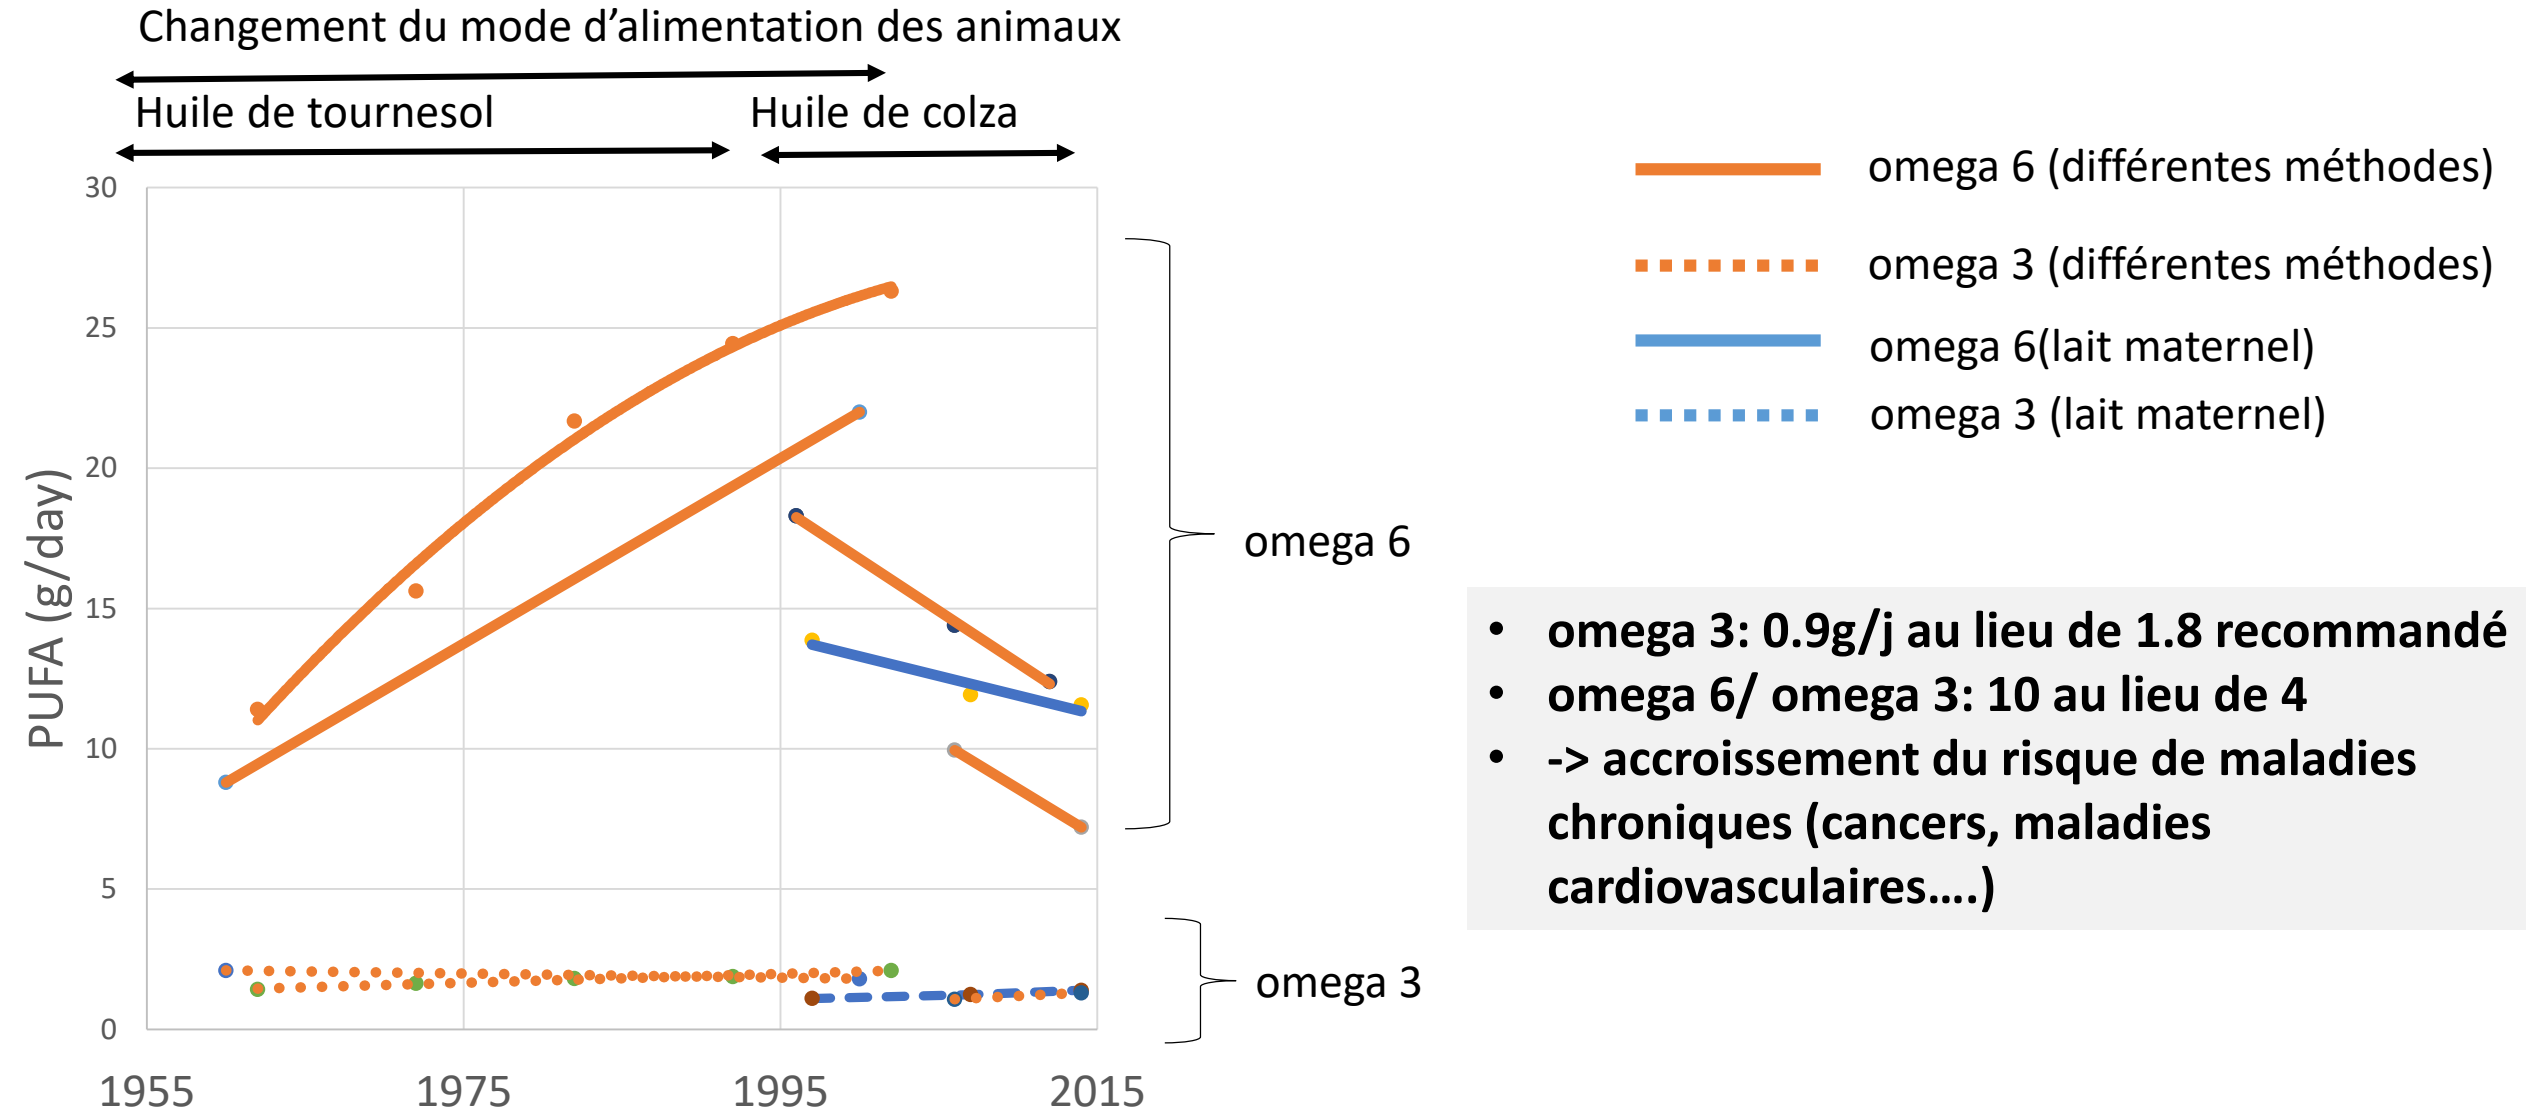 Changement du mode d’alimentation des animaux
Huile de tournesol
Huile de colza
30
25
20
15
10
5
0
PUFA (g/day)
1955
1975
1995
2015
omega 6
omega 3
omega 6 (différentes méthodes)
omega 3 (différentes méthodes)
omega 6(lait maternel)
omega 3 (lait maternel)
• omega 3: 0.9g/j au lieu de 1.8 recommandé
• omega 6/ omega 3: 10 au lieu de 4
• -> accroissement du risque de maladies
chroniques (cancers, maladies
cardiovasculaires….)